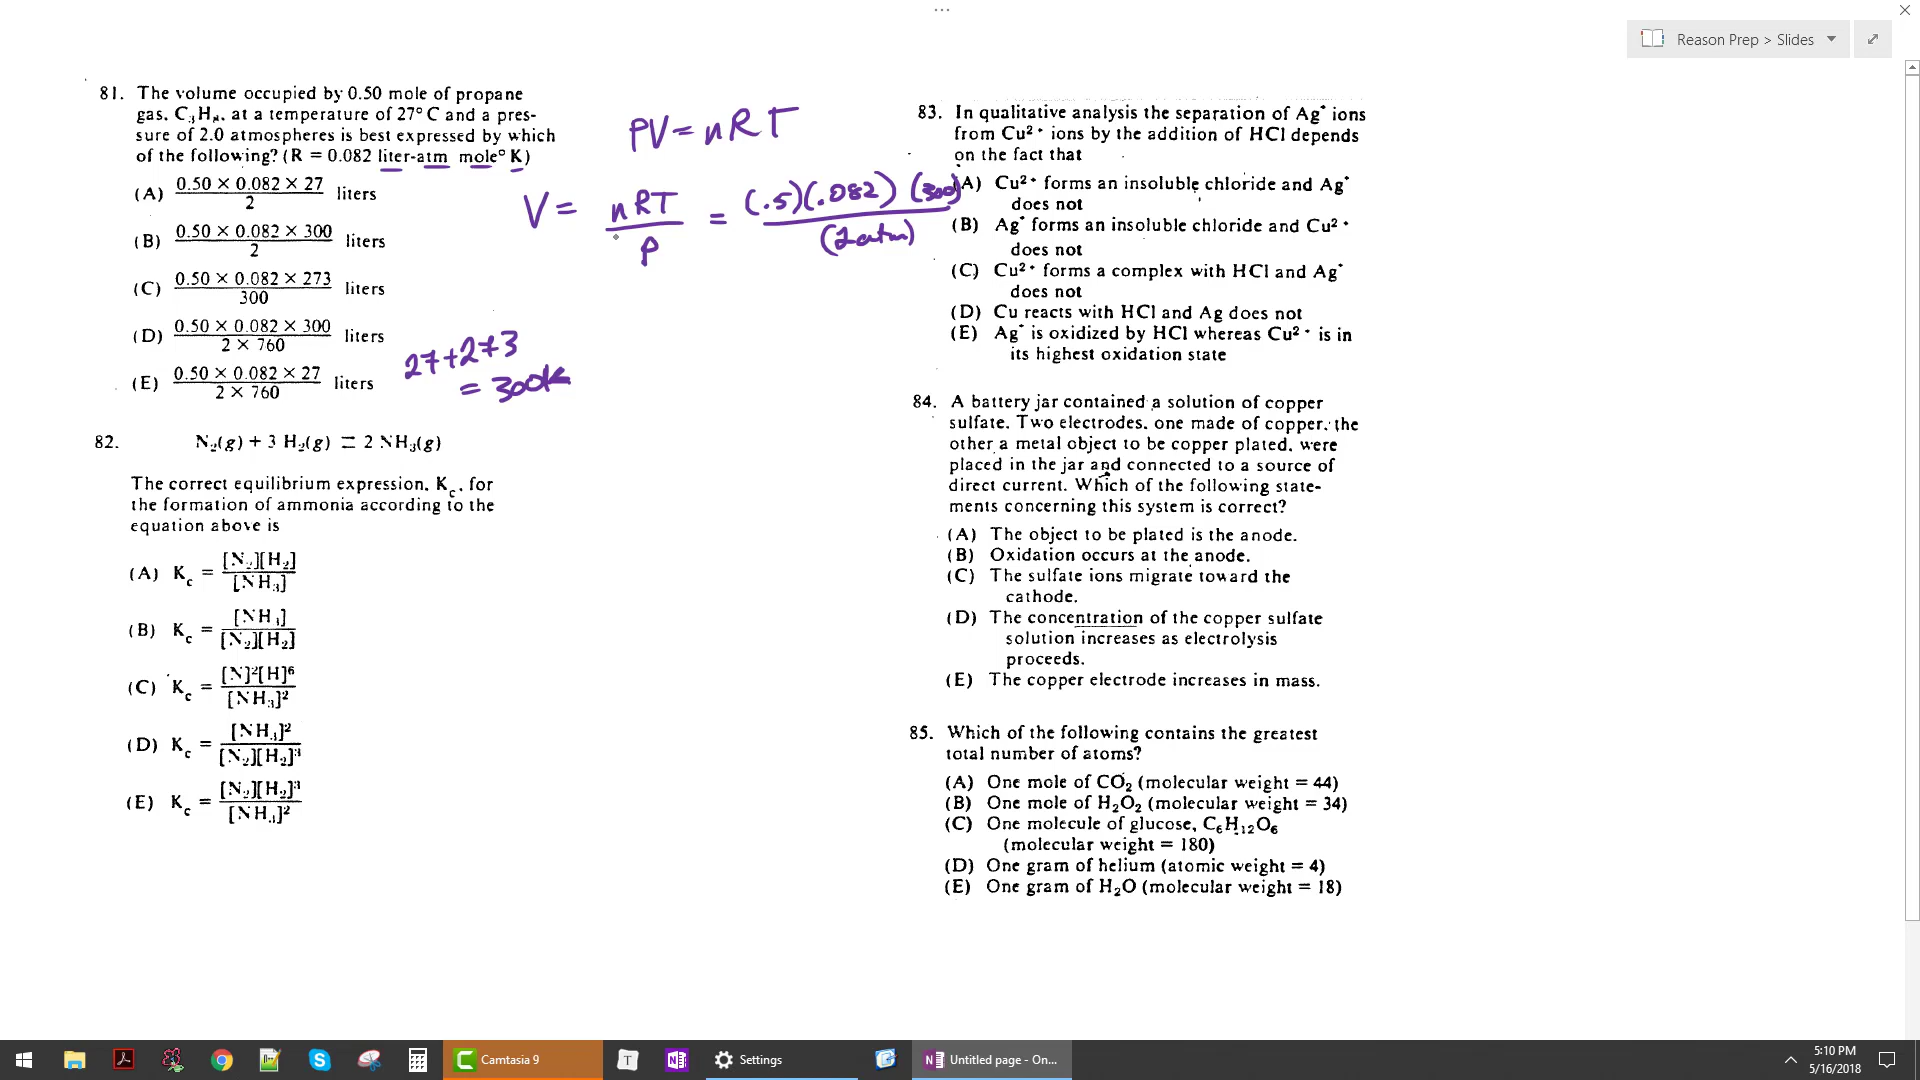 ...
Reason Prep > Slides
81. The volume occupied by 0.50 mole of propane
gas, C₃H₈, at a temperature of 27° C and a pres-
sure of 2.0 atmospheres is best expressed by which
of the following? (R = 0.082 liter-atm mole° K)
(A) 0.50 × 0.082 × 27 / 2 liters
(B) 0.50 × 0.082 × 300 / 2 liters
(C) 0.50 × 0.082 × 273 / 300 liters
(D) 0.50 × 0.082 × 300 / 2 × 760 liters
(E) 0.50 × 0.082 × 27 / 2 × 760 liters
PV = nRT
V = nRT / P = (.5)(.082) (300) / (2atm)
27+273
= 300K
82. N₂(g) + 3 H₂(g) ⇌ 2 NH₃(g)
The correct equilibrium expression, K꜀, for
the formation of ammonia according to the
equation above is
(A) K꜀ = [N₂][H₂] / [NH₃]
(B) K꜀ = [NH₃] / [N₂][H₂]
(C) K꜀ = [N]²[H]⁶ / [NH₃]²
(D) K꜀ = [NH₃]² / [N₂][H₂]³
(E) K꜀ = [N₂][H₂]³ / [NH₃]²
83. In qualitative analysis the separation of Ag⁺ ions
from Cu²⁺ ions by the addition of HCl depends
on the fact that
(A) Cu²⁺ forms an insoluble chloride and Ag⁺
does not
(B) Ag⁺ forms an insoluble chloride and Cu²⁺
does not
(C) Cu²⁺ forms a complex with HCl and Ag⁺
does not
(D) Cu reacts with HCl and Ag does not
(E) Ag⁺ is oxidized by HCl whereas Cu²⁺ is in
its highest oxidation state
84. A battery jar contained a solution of copper
sulfate. Two electrodes, one made of copper, the
other a metal object to be copper plated, were
placed in the jar and connected to a source of
direct current. Which of the following state-
ments concerning this system is correct?
(A) The object to be plated is the anode.
(B) Oxidation occurs at the anode.
(C) The sulfate ions migrate toward the
cathode.
(D) The concentration of the copper sulfate
solution increases as electrolysis
proceeds.
(E) The copper electrode increases in mass.
85. Which of the following contains the greatest
total number of atoms?
(A) One mole of CO₂ (molecular weight = 44)
(B) One mole of H₂O₂ (molecular weight = 34)
(C) One molecule of glucose, C₆H₁₂O₆
(molecular weight = 180)
(D) One gram of helium (atomic weight = 4)
(E) One gram of H₂O (molecular weight = 18)
Camtasia 9
T
N
Settings
Untitled page - On...
5:10 PM
5/16/2018